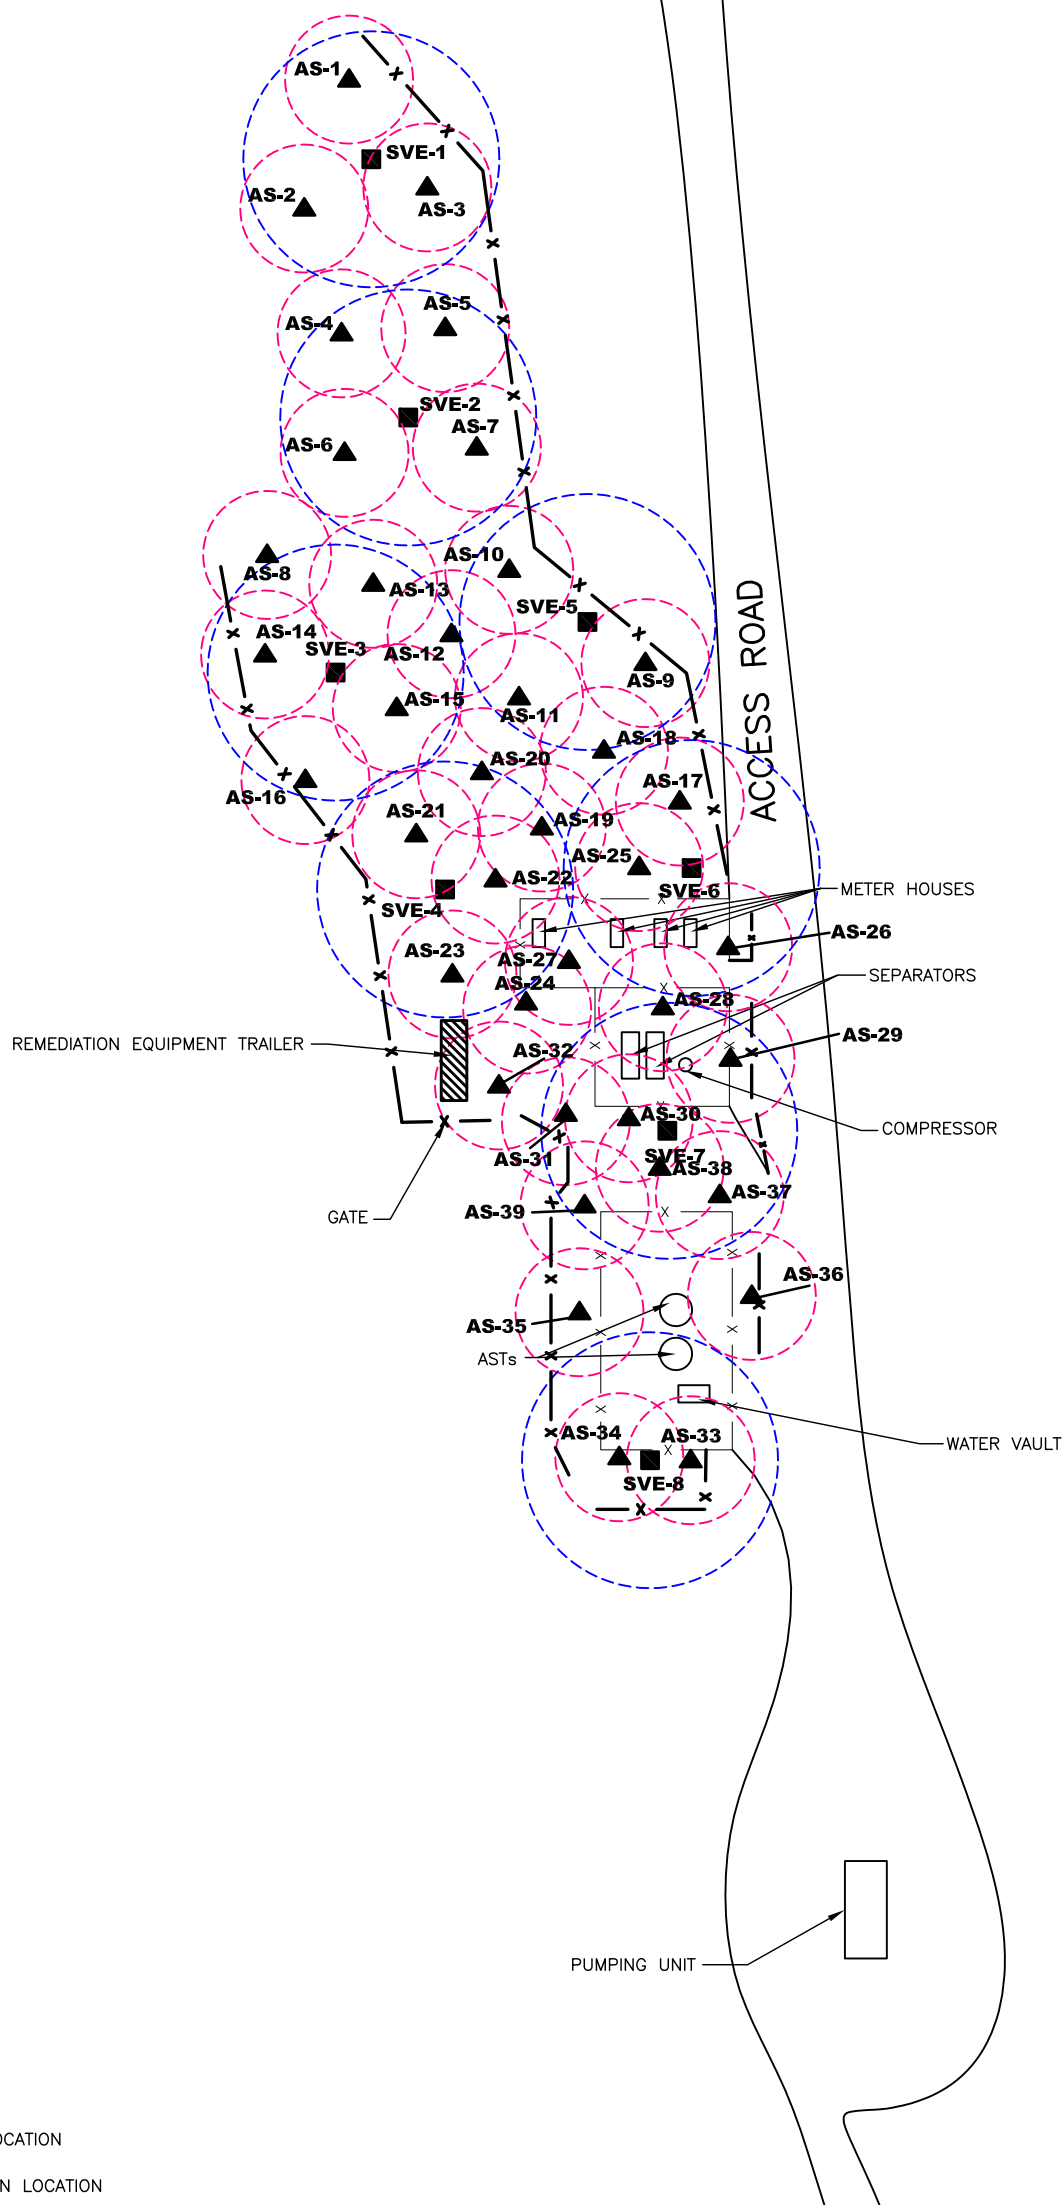 AS-1
SVE-1
AS-2
AS-3
AS-5
AS-4
SVE-2
AS-7
AS-6
AS-10
AS-8
AS-13
SVE-5
AS-14
AS-12
SVE-3
AS-9
AS-15
AS-11
ACCESS ROAD
AS-18
AS-20
AS-17
AS-16
AS-21
AS-19
AS-25
AS-22
SVE-6
METER HOUSES
SVE-4
AS-26
AS-23
AS-27
SEPARATORS
AS-24
AS-28
AS-29
REMEDIATION EQUIPMENT TRAILER
AS-32
AS-30
COMPRESSOR
AS-31
SVE-7
AS-38
AS-37
AS-39
GATE
AS-36
AS-35
ASTs
AS-34
AS-33
WATER VAULT
SVE-8
PUMPING UNIT
OCATION
N LOCATION